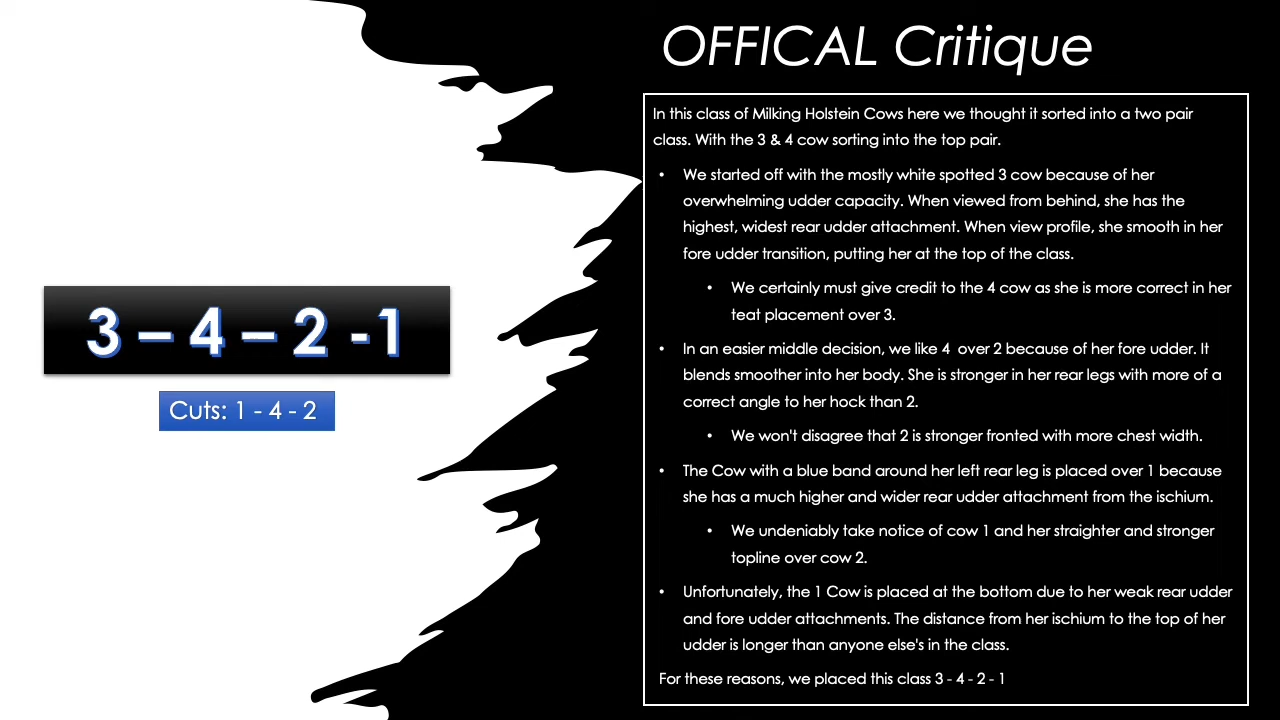 OFFICAL Critique
In this class of Milking Holstein Cows here we thought it sorted into a two pair
class. With the 3 & 4 cow sorting into the top pair.
• We started off with the mostly white spotted 3 cow because of her
overwhelming udder capacity. When viewed from behind, she has the
highest, widest rear udder attachment. When view profile, she smooth in her
fore udder transition, putting her at the top of the class.
• We certainly must give credit to the 4 cow as she is more correct in her
teat placement over 3.
• In an easier middle decision, we like 4  over 2 because of her fore udder. It
blends smoother into her body. She is stronger in her rear legs with more of a
correct angle to her hock than 2.
• We won't disagree that 2 is stronger fronted with more chest width.
• The Cow with a blue band around her left rear leg is placed over 1 because
she has a much higher and wider rear udder attachment from the ischium.
• We undeniably take notice of cow 1 and her straighter and stronger
topline over cow 2.
• Unfortunately, the 1 Cow is placed at the bottom due to her weak rear udder
and fore udder attachments. The distance from her ischium to the top of her
udder is longer than anyone else's in the class.
For these reasons, we placed this class 3 - 4 - 2 - 1
3 – 4 – 2 -1
Cuts: 1 - 4 - 2